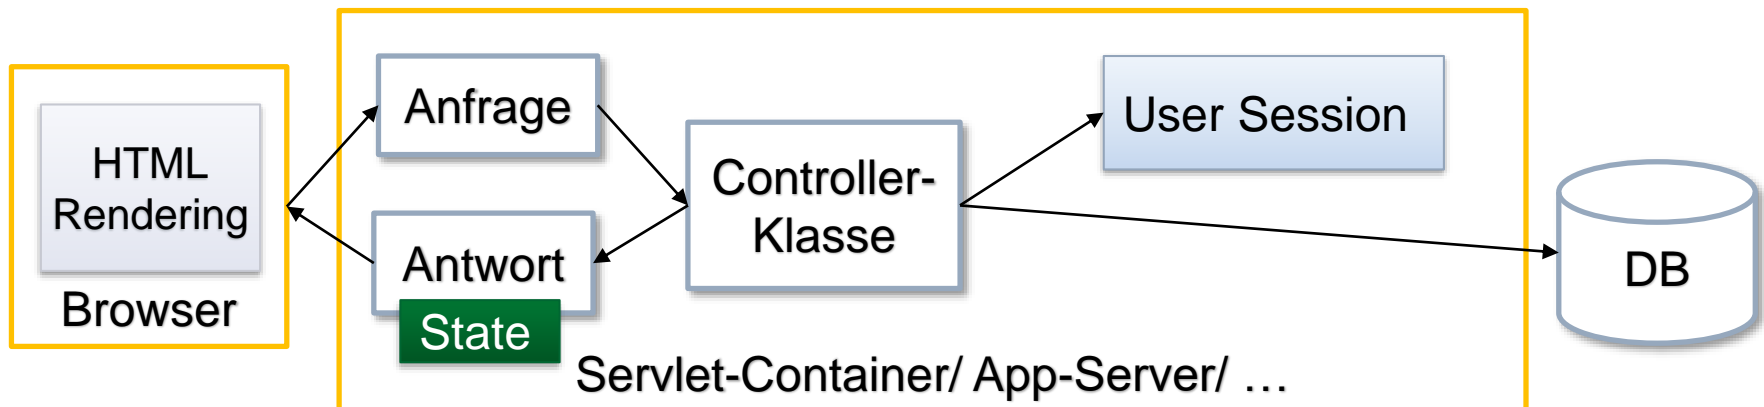 HTML
Rendering
Browser
Anfrage
Antwort
State
Controller-
Klasse
User Session
DB
Servlet-Container/ App-Server/ …